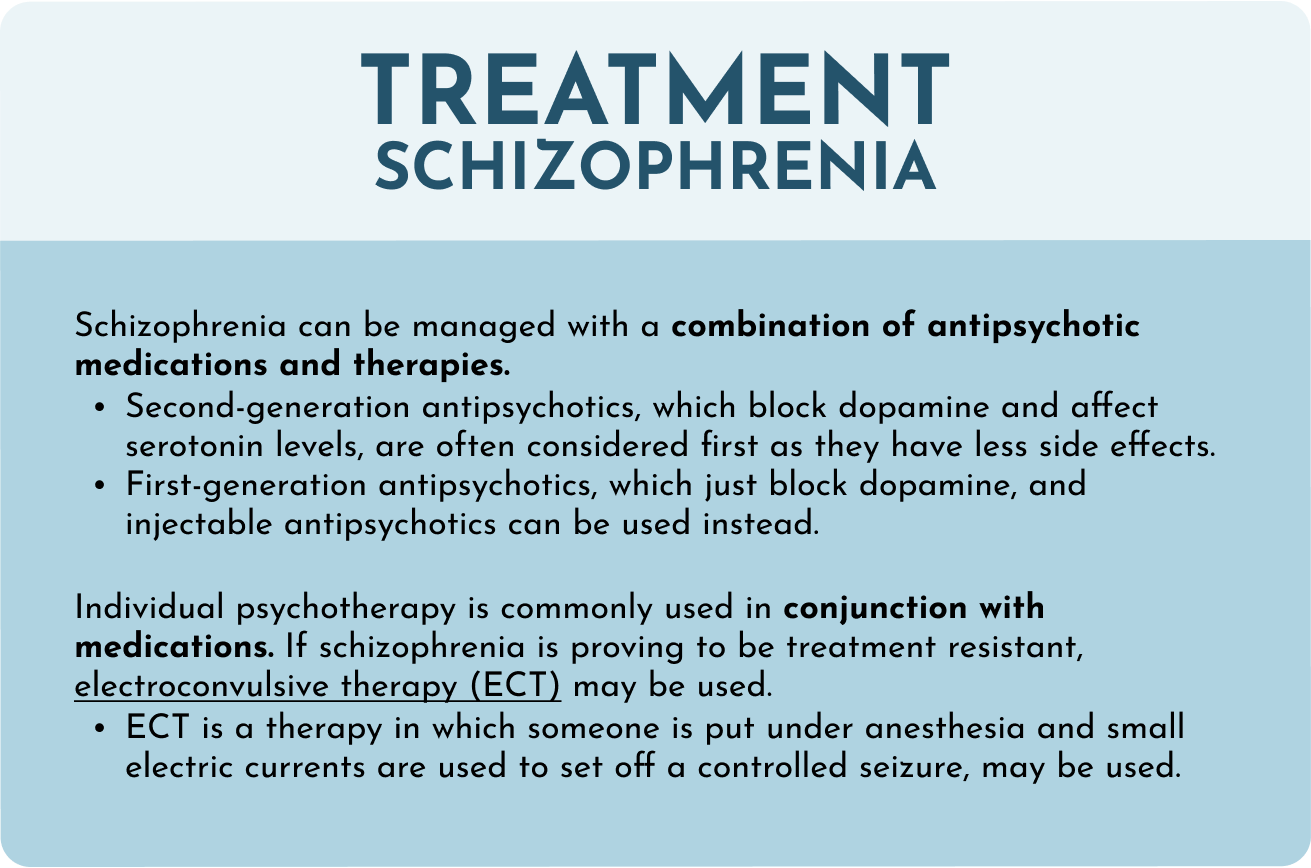 TREATMENT
SCHIZOPHRENIA
Schizophrenia can be managed with a combination of antipsychotic
medications and therapies.
• Second-generation antipsychotics, which block dopamine and affect
serotonin levels, are often considered first as they have less side effects.
• First-generation antipsychotics, which just block dopamine, and
injectable antipsychotics can be used instead.
Individual psychotherapy is commonly used in conjunction with
medications. If schizophrenia is proving to be treatment resistant,
electroconvulsive therapy (ECT) may be used.
• ECT is a therapy in which someone is put under anesthesia and small
electric currents are used to set off a controlled seizure, may be used.